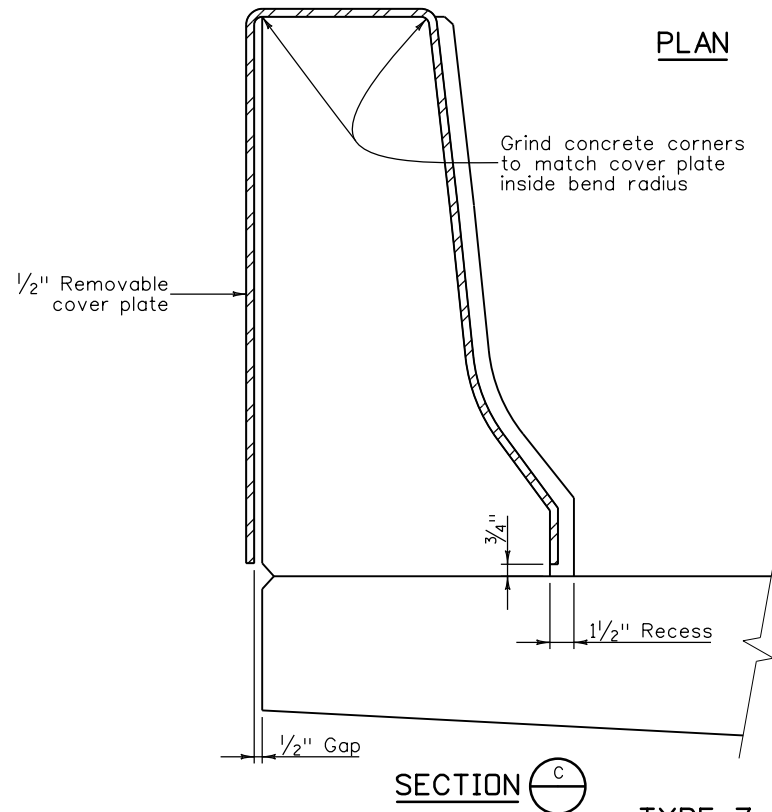 PLAN
Grind concrete corners
to match cover plate
inside bend radius
1/2" Removable
cover plate
3/4"
1 1/2" Recess
1/2" Gap
SECTION C